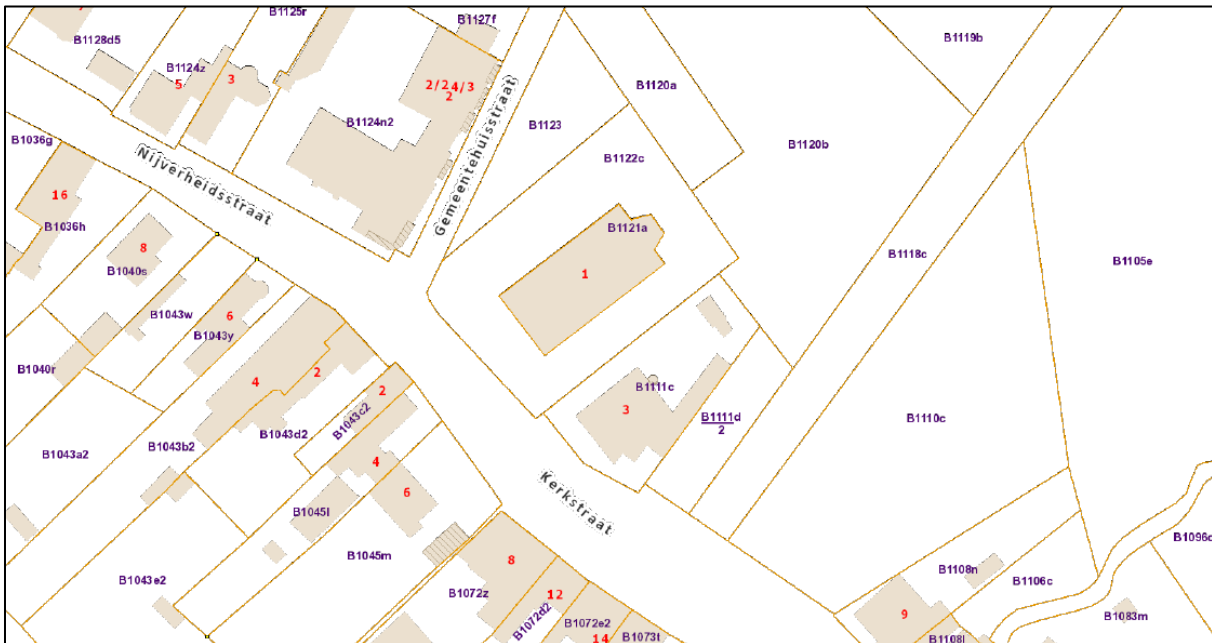 B1125r
B1127f
B1128d5
B1119b
B1124z
5
3
2/2 4/3
2
B1120a
B1124n2
B1123
B1120b
B1036g
B1122c
Nijverheidsstraat
Gemeentehuisstraat
16
B1036h
B1121a
8
B1040s
B1118c
B1105e
1
B1043w
6
B1043y
B1040r
4
2
2
B1111c
3
B1043c2
B1111d
2
B1110c
B1043d2
B1043b2
B1043a2
4
6
Kerkstraat
B1045l
B1045m
B1043e2
8
B1072z
12
B1072d2
B1072e2
14
B1073t
B1108n
B1106c
9
B1108l
B1083m